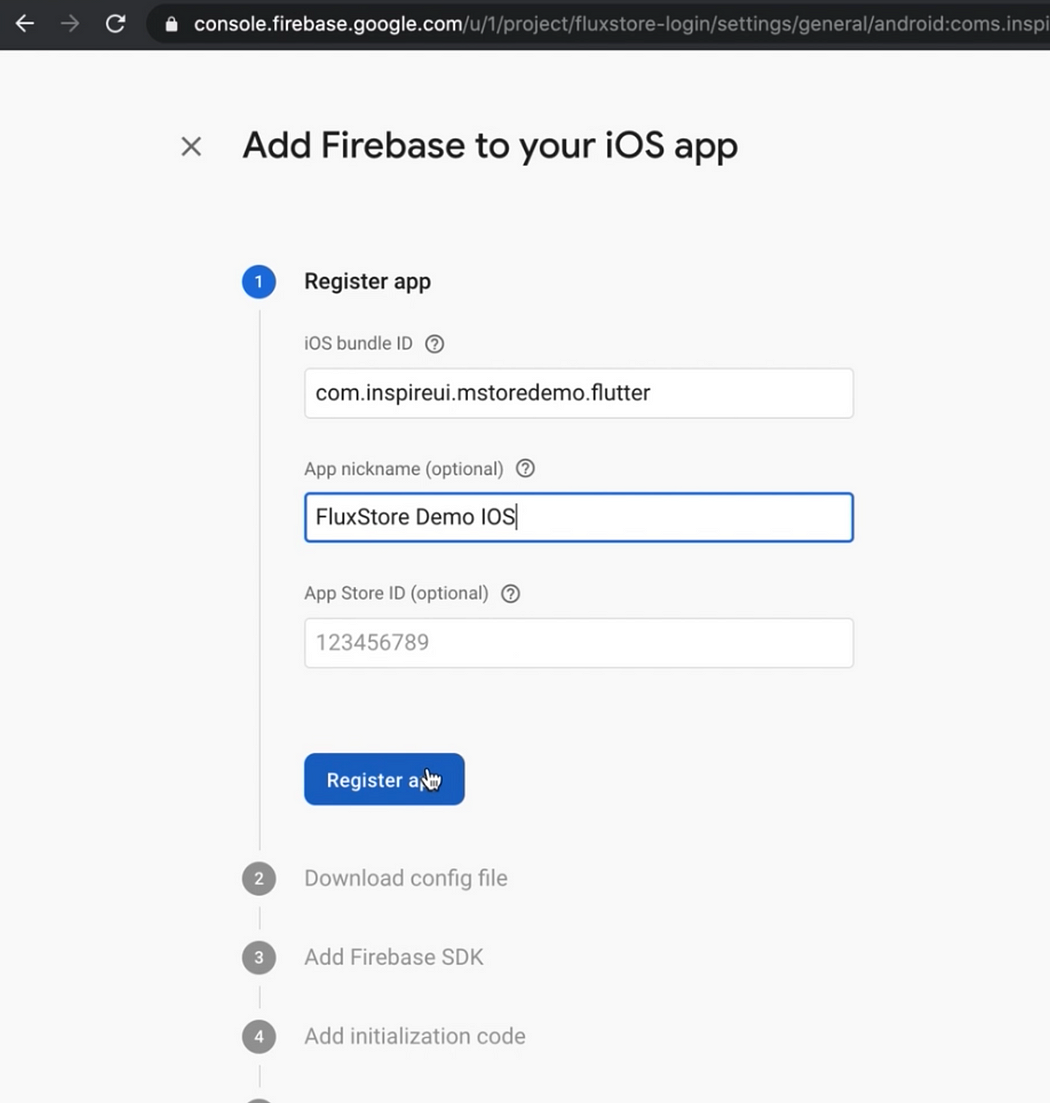 console.firebase.google.com/u/1/project/fluxstore-login/settings/general/android:coms.inspi
Add Firebase to your iOS app
1 Register app
iOS bundle ID ?
com.inspireui.mstoredemo.flutter
App nickname (optional) ?
FluxStore Demo IOS
App Store ID (optional) ?
123456789
Register
2 Download config file
3 Add Firebase SDK
4 Add initialization code